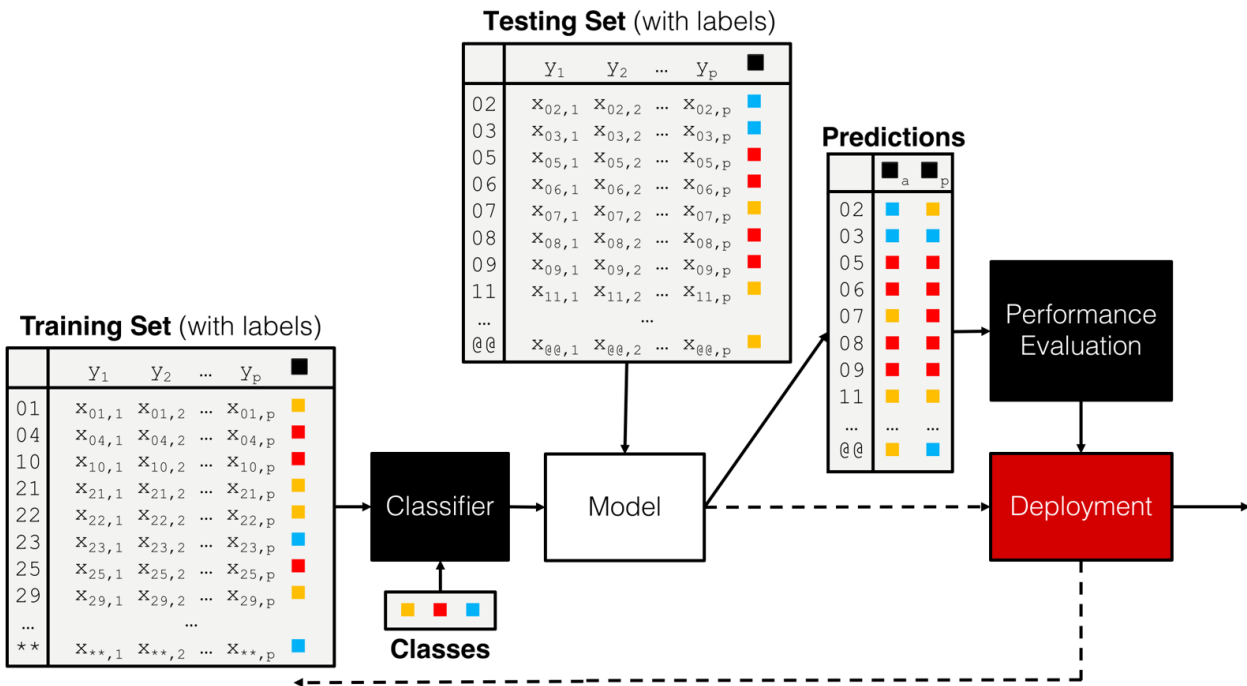 Testing Set (with labels)
y1 y2 … yp
02 x02,1 x02,2 … x02,p
03 x03,1 x03,2 … x03,p
05 x05,1 x05,2 … x05,p
06 x06,1 x06,2 … x06,p
07 x07,1 x07,2 … x07,p
08 x08,1 x08,2 … x08,p
09 x09,1 x09,2 … x09,p
11 x11,1 x11,2 … x11,p
… …
@@ x@@,1 x@@,2 … x@@,p
Predictions
a p
02
03
05
06
07
08
09
11
… … …
@@
Training Set (with labels)
y1 y2 … yp
01 x01,1 x01,2 … x01,p
04 x04,1 x04,2 … x04,p
10 x10,1 x10,2 … x10,p
21 x21,1 x21,2 … x21,p
22 x22,1 x22,2 … x22,p
23 x23,1 x23,2 … x23,p
25 x25,1 x25,2 … x25,p
29 x29,1 x29,2 … x29,p
… …
** x**,1 x**,2 … x**,p
Classifier
Classes
Model
Performance
Evaluation
Deployment